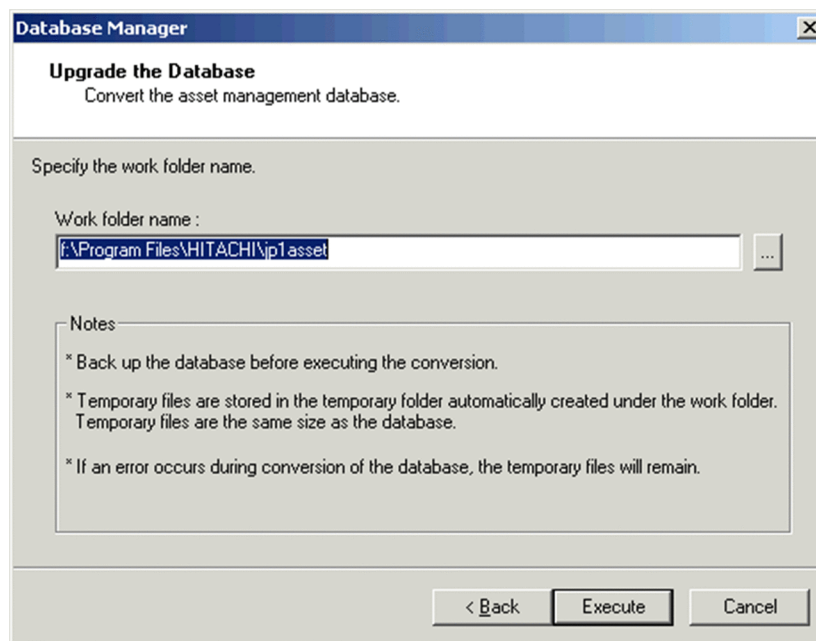 Database Manager
Upgrade the Database
Convert the asset management database.
Specify the work folder name.
Work folder name :
f:\Program Files\HITACHI\jp1asset
...
Notes
* Back up the database before executing the conversion.
* Temporary files are stored in the temporary folder automatically created under the work folder.
Temporary files are the same size as the database.
* If an error occurs during conversion of the database, the temporary files will remain.
< Back
Execute
Cancel